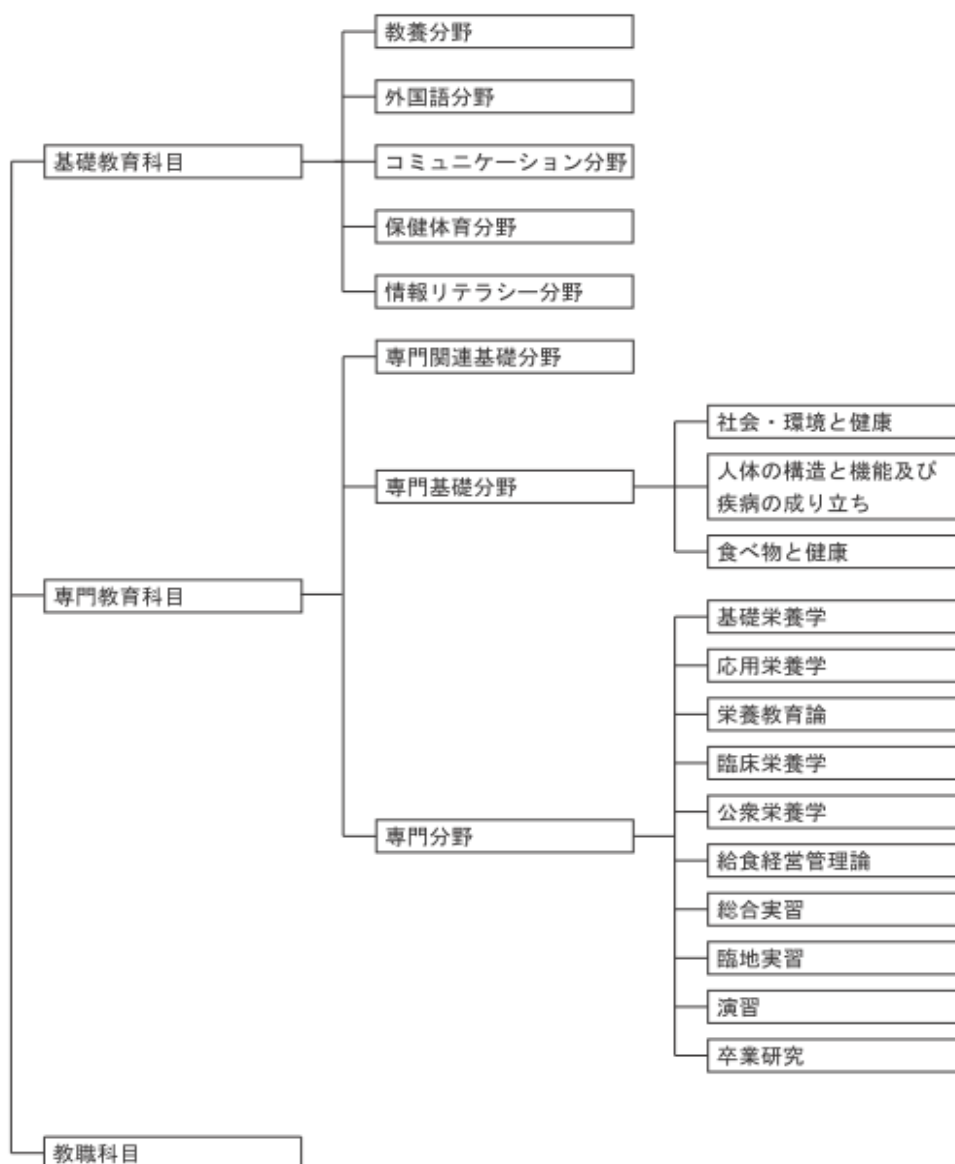 基礎教育科目
教養分野
外国語分野
コミュニケーション分野
保健体育分野
情報リテラシー分野
専門教育科目
専門関連基礎分野
専門基礎分野
社会・環境と健康
人体の構造と機能及び
疾病の成り立ち
食べ物と健康
専門分野
基礎栄養学
応用栄養学
栄養教育論
臨床栄養学
公衆栄養学
給食経営管理論
総合実習
臨地実習
演習
卒業研究
教職科目